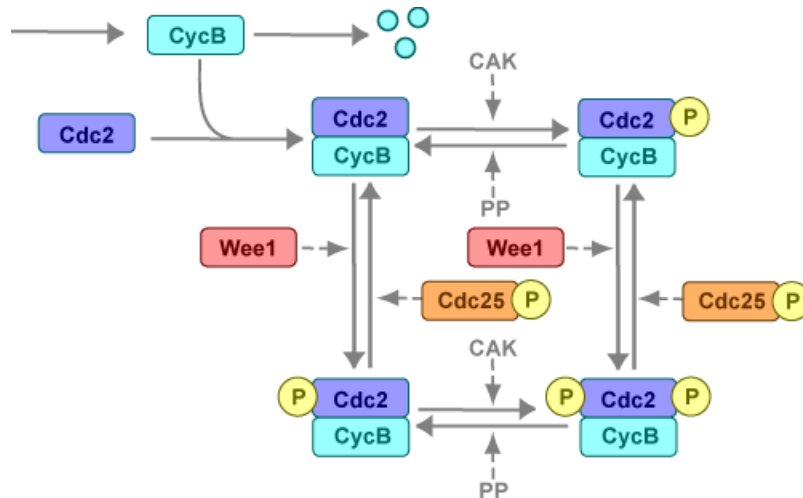 CycB
CAK
Cdc2
Cdc2
CycB
Cdc2 P
CycB
PP
Wee1
Wee1
Cdc25 P
Cdc25 P
CAK
P Cdc2
CycB
P Cdc2 P
CycB
PP